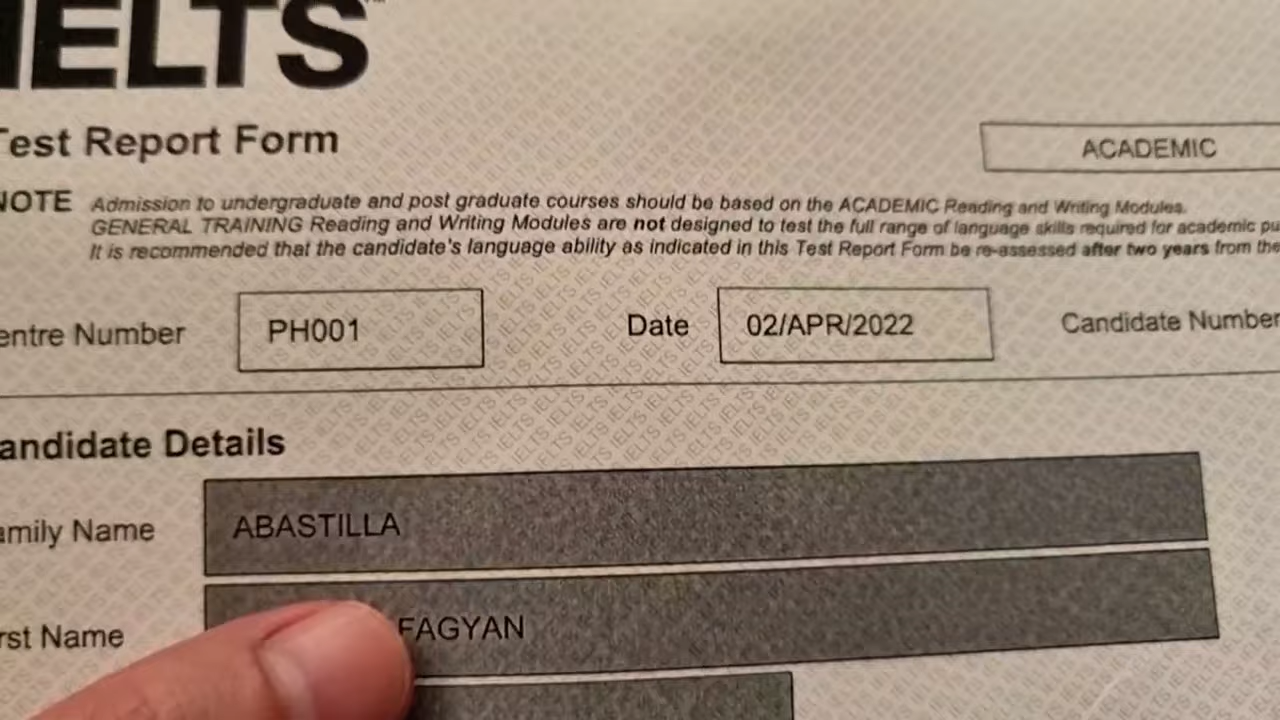 IELTS
Test Report Form
ACADEMIC
NOTE Admission to undergraduate and post graduate courses should be based on the ACADEMIC Reading and Writing Modules.
GENERAL TRAINING Reading and Writing Modules are not designed to test the full range of language skills required for academic pu
It is recommended that the candidate's language ability as indicated in this Test Report Form be re-assessed after two years from the
entre Number PH001 Date 02/APR/2022 Candidate Number
andidate Details
amily Name ABASTILLA
rst Name FAGYAN